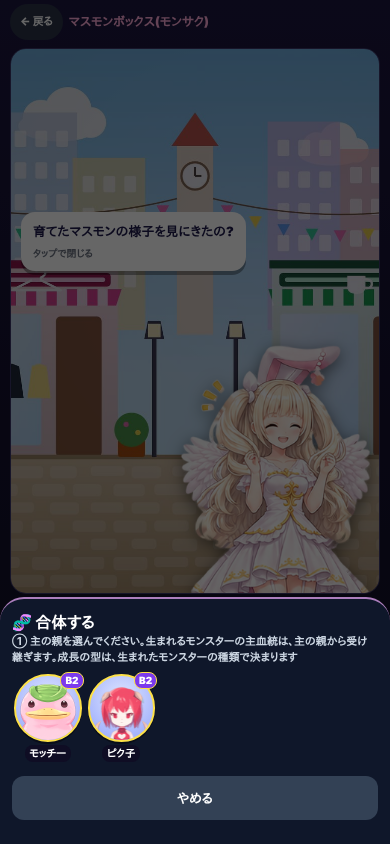 ← 戻る
マスモンボックス(モンサク)
育てたマスモンの様子を見にきたの?
タップで閉じる
🧬 合体する
① 主の親を選んでください。生まれるモンスターの主血統は、主の親から受け
継ぎます。成長の型は、生まれたモンスターの種類で決まります
B2
B2
モッチー
ピク子
やめる